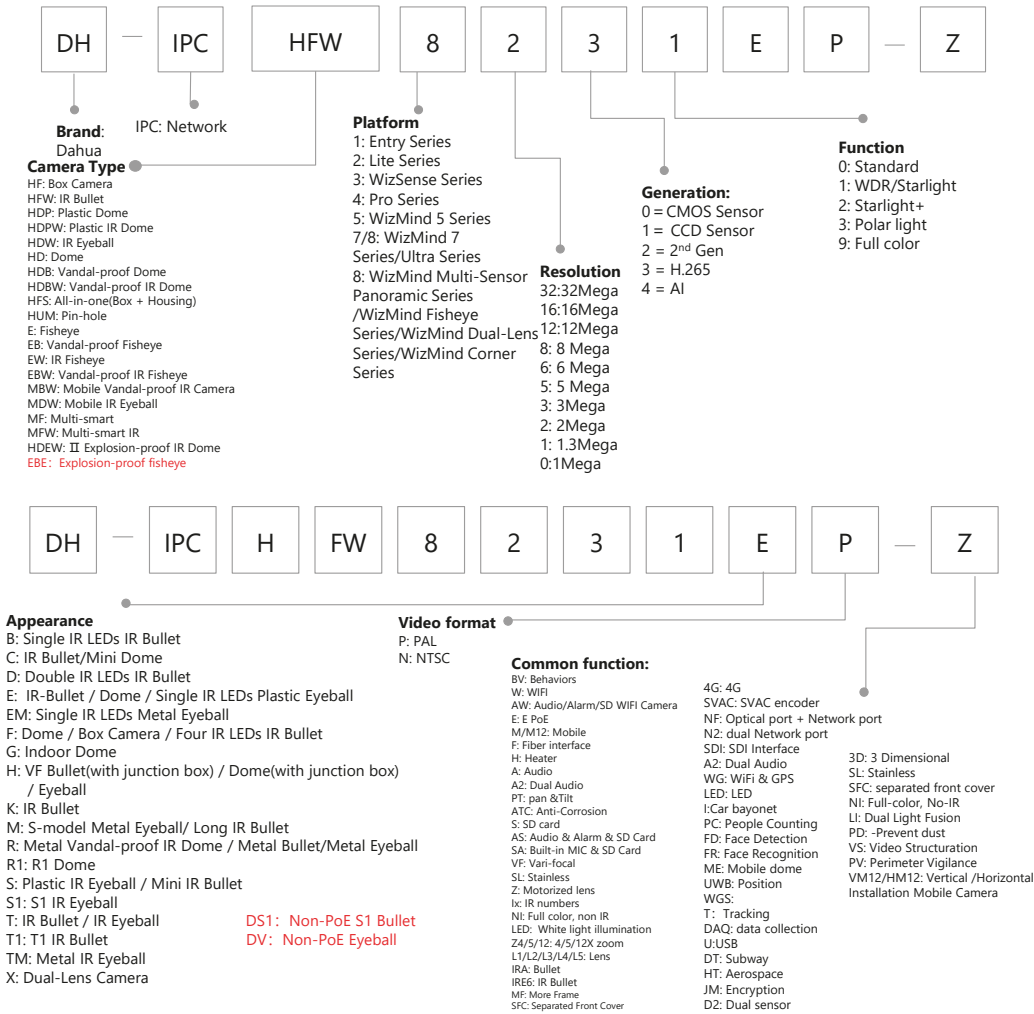 DH — IPC HFW 8 2 3 1 E P — Z
Brand:
Dahua
IPC: Network
Camera Type
HF: Box Camera
HFW: IR Bullet
HDP: Plastic Dome
HDPW: Plastic IR Dome
HDW: IR Eyeball
HD: Dome
HDB: Vandal-proof Dome
HDBW: Vandal-proof IR Dome
HFS: All-in-one(Box + Housing)
HUM: Pin-hole
E: Fisheye
EB: Vandal-proof Fisheye
EW: IR Fisheye
EBW: Vandal-proof IR Fisheye
MBW: Mobile Vandal-proof IR Camera
MDW: Mobile IR Eyeball
MF: Multi-smart
MFW: Multi-smart IR
HDEW: Ⅱ Explosion-proof IR Dome
EBE： Explosion-proof fisheye
Platform
1: Entry Series
2: Lite Series
3: WizSense Series
4: Pro Series
5: WizMind 5 Series
7/8: WizMind 7
Series/Ultra Series
8: WizMind Multi-Sensor
Panoramic Series
/WizMind Fisheye
Series/WizMind Dual-Lens
Series/WizMind Corner
Series
Resolution
32:32Mega
16:16Mega
12:12Mega
8: 8 Mega
6: 6 Mega
5: 5 Mega
3: 3Mega
2: 2Mega
1: 1.3Mega
0:1Mega
Generation:
0 = CMOS Sensor
1 = CCD Sensor
2 = 2nd Gen
3 = H.265
4 = AI
Function
0: Standard
1: WDR/Starlight
2: Starlight+
3: Polar light
9: Full color
DH — IPC H FW 8 2 3 1 E P — Z
Appearance
B: Single IR LEDs IR Bullet
C: IR Bullet/Mini Dome
D: Double IR LEDs IR Bullet
E: IR-Bullet / Dome / Single IR LEDs Plastic Eyeball
EM: Single IR LEDs Metal Eyeball
F: Dome / Box Camera / Four IR LEDs IR Bullet
G: Indoor Dome
H: VF Bullet(with junction box) / Dome(with junction box)
/ Eyeball
K: IR Bullet
M: S-model Metal Eyeball/ Long IR Bullet
R: Metal Vandal-proof IR Dome / Metal Bullet/Metal Eyeball
R1: R1 Dome
S: Plastic IR Eyeball / Mini IR Bullet
S1: S1 IR Eyeball
T: IR Bullet / IR Eyeball
T1: T1 IR Bullet
TM: Metal IR Eyeball
X: Dual-Lens Camera
DS1： Non-PoE S1 Bullet
DV： Non-PoE Eyeball
Video format
P: PAL
N: NTSC
Common function:
BV: Behaviors
W: WIFI
AW: Audio/Alarm/SD WIFI Camera
E: E PoE
M/M12: Mobile
F: Fiber interface
H: Heater
A: Audio
A2: Dual Audio
PT: pan &Tilt
ATC: Anti-Corrosion
S: SD card
AS: Audio & Alarm & SD Card
SA: Built-in MIC & SD Card
VF: Vari-focal
SL: Stainless
Z: Motorized lens
Ix: IR numbers
NI: Full color, non IR
LED: White light illumination
Z4/5/12: 4/5/12X zoom
L1/L2/L3/L4/L5: Lens
IRA: Bullet
IRE6: IR Bullet
MF: More Frame
SFC: Separated Front Cover
4G: 4G
SVAC: SVAC encoder
NF: Optical port + Network port
N2: dual Network port
SDI: SDI Interface
A2: Dual Audio
WG: WiFi & GPS
LED: LED
I:Car bayonet
PC: People Counting
FD: Face Detection
FR: Face Recognition
ME: Mobile dome
UWB: Position
WGS:
T： Tracking
DAQ: data collection
U:USB
DT: Subway
HT: Aerospace
JM: Encryption
D2: Dual sensor
3D: 3 Dimensional
SL: Stainless
SFC: separated front cover
NI: Full-color, No-IR
LI: Dual Light Fusion
PD: -Prevent dust
VS: Video Structuration
PV: Perimeter Vigilance
VM12/HM12: Vertical /Horizontal
Installation Mobile Camera